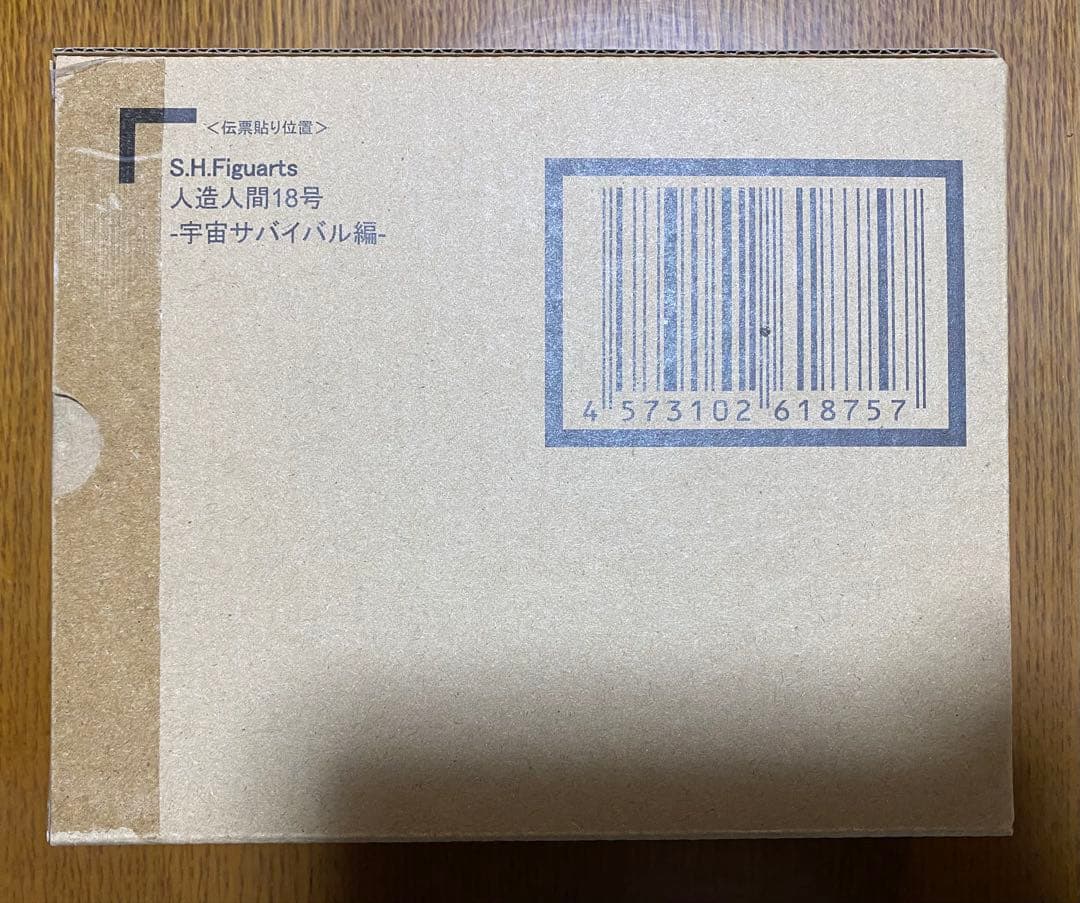 ＜伝票貼り位置＞
S.H.Figuarts
人造人間18号
-宇宙サバイバル編-
4 573102 618757